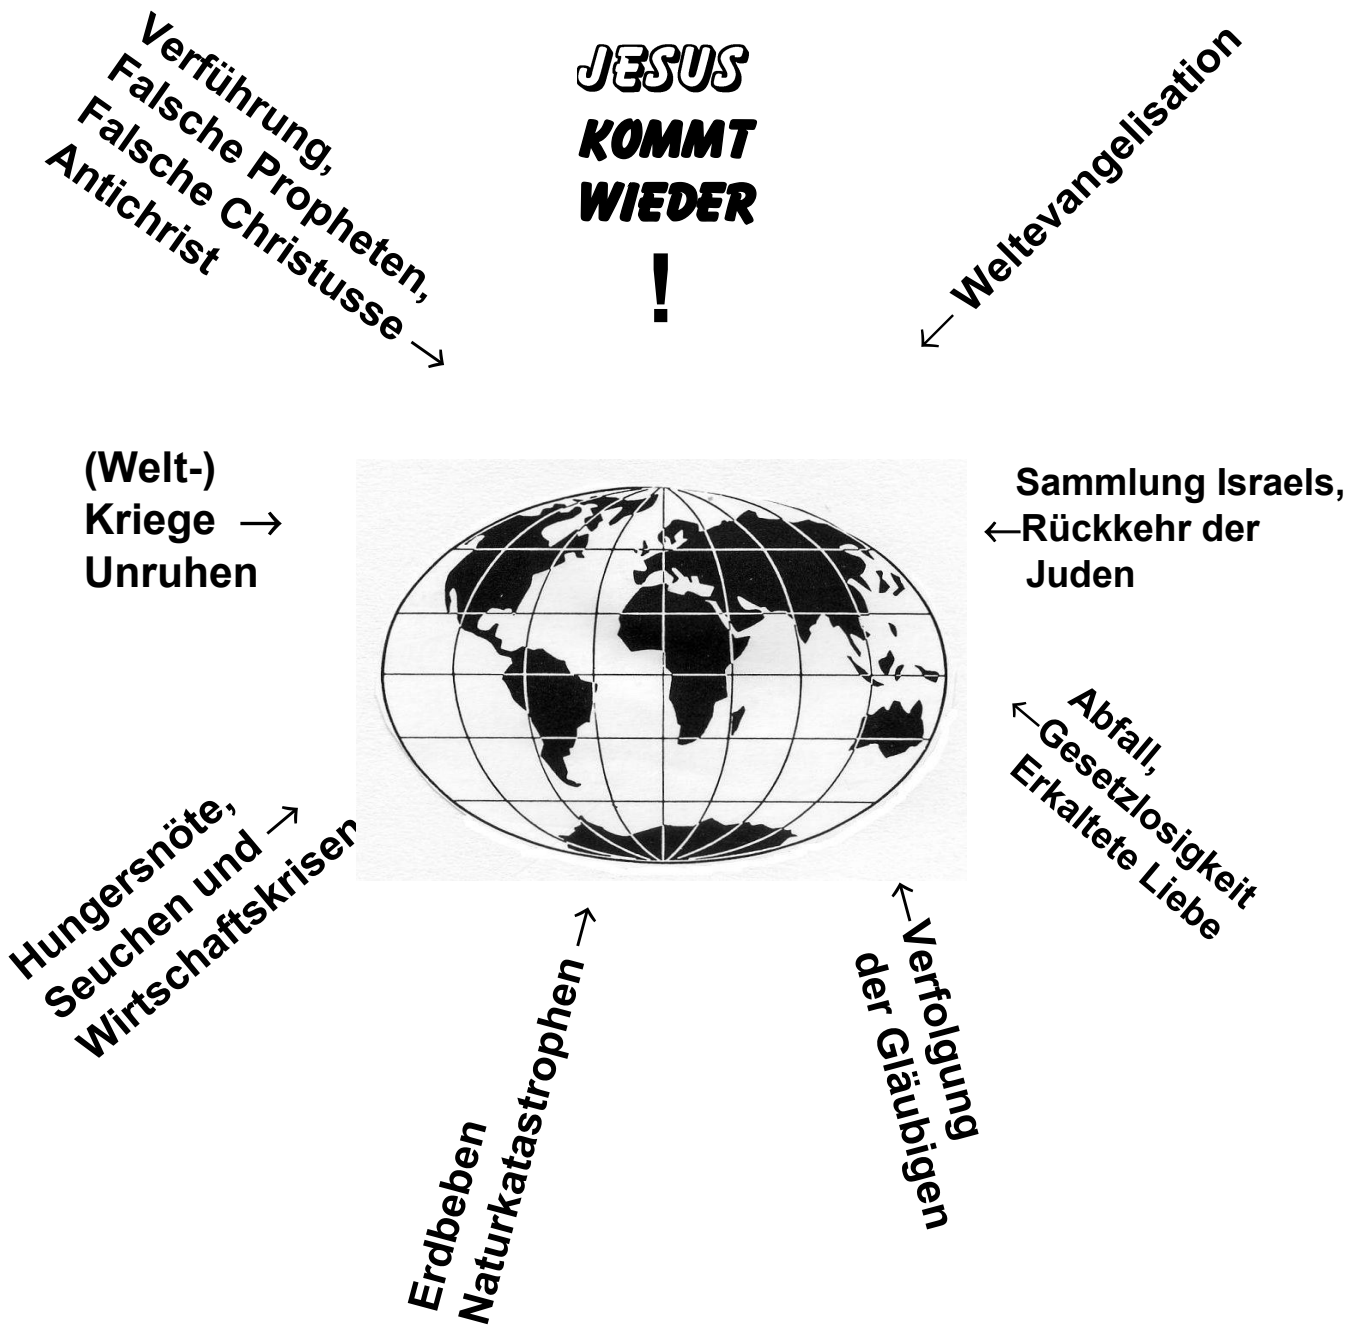 Verführung,
Falsche Propheten,
Falsche Christusse →
Antichrist
JESUS
KOMMT
WIEDER
!
← Weltevangelisation
(Welt-)
Kriege →
Unruhen
Sammlung Israels,
←Rückkehr der
Juden
Abfall,
←Gesetzlosigkeit
Erkaltete Liebe
Hungersnöte,
Seuchen und →
Wirtschaftskrisen
Erdbeben
Naturkatastrophen →
←Verfolgung
der Gläubigen